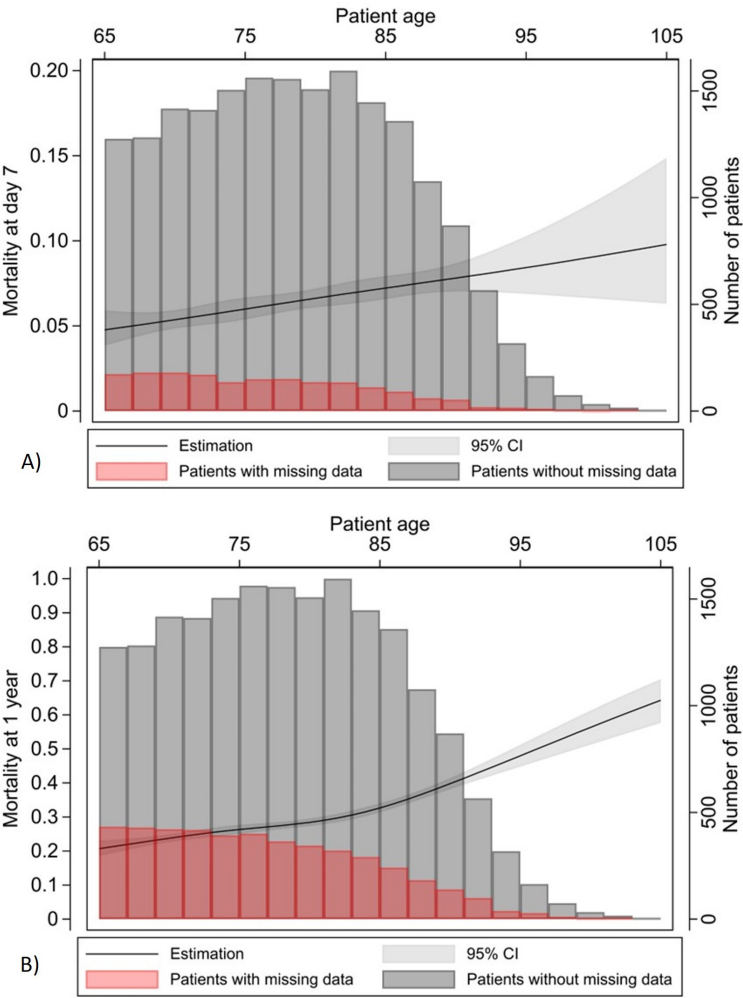 Patient age
65 75 85 95 105
0.20
0.15
0.10
0.05
0
Mortality at day 7
1500
1000
500
0
Number of patients
Estimation 95% CI
Patients with missing data Patients without missing data
A)
Patient age
65 75 85 95 105
1.0
0.9
0.8
0.7
0.6
0.5
0.4
0.3
0.2
0.1
0
Mortality at 1 year
1500
1000
500
0
Number of patients
Estimation 95% CI
Patients with missing data Patients without missing data
B)